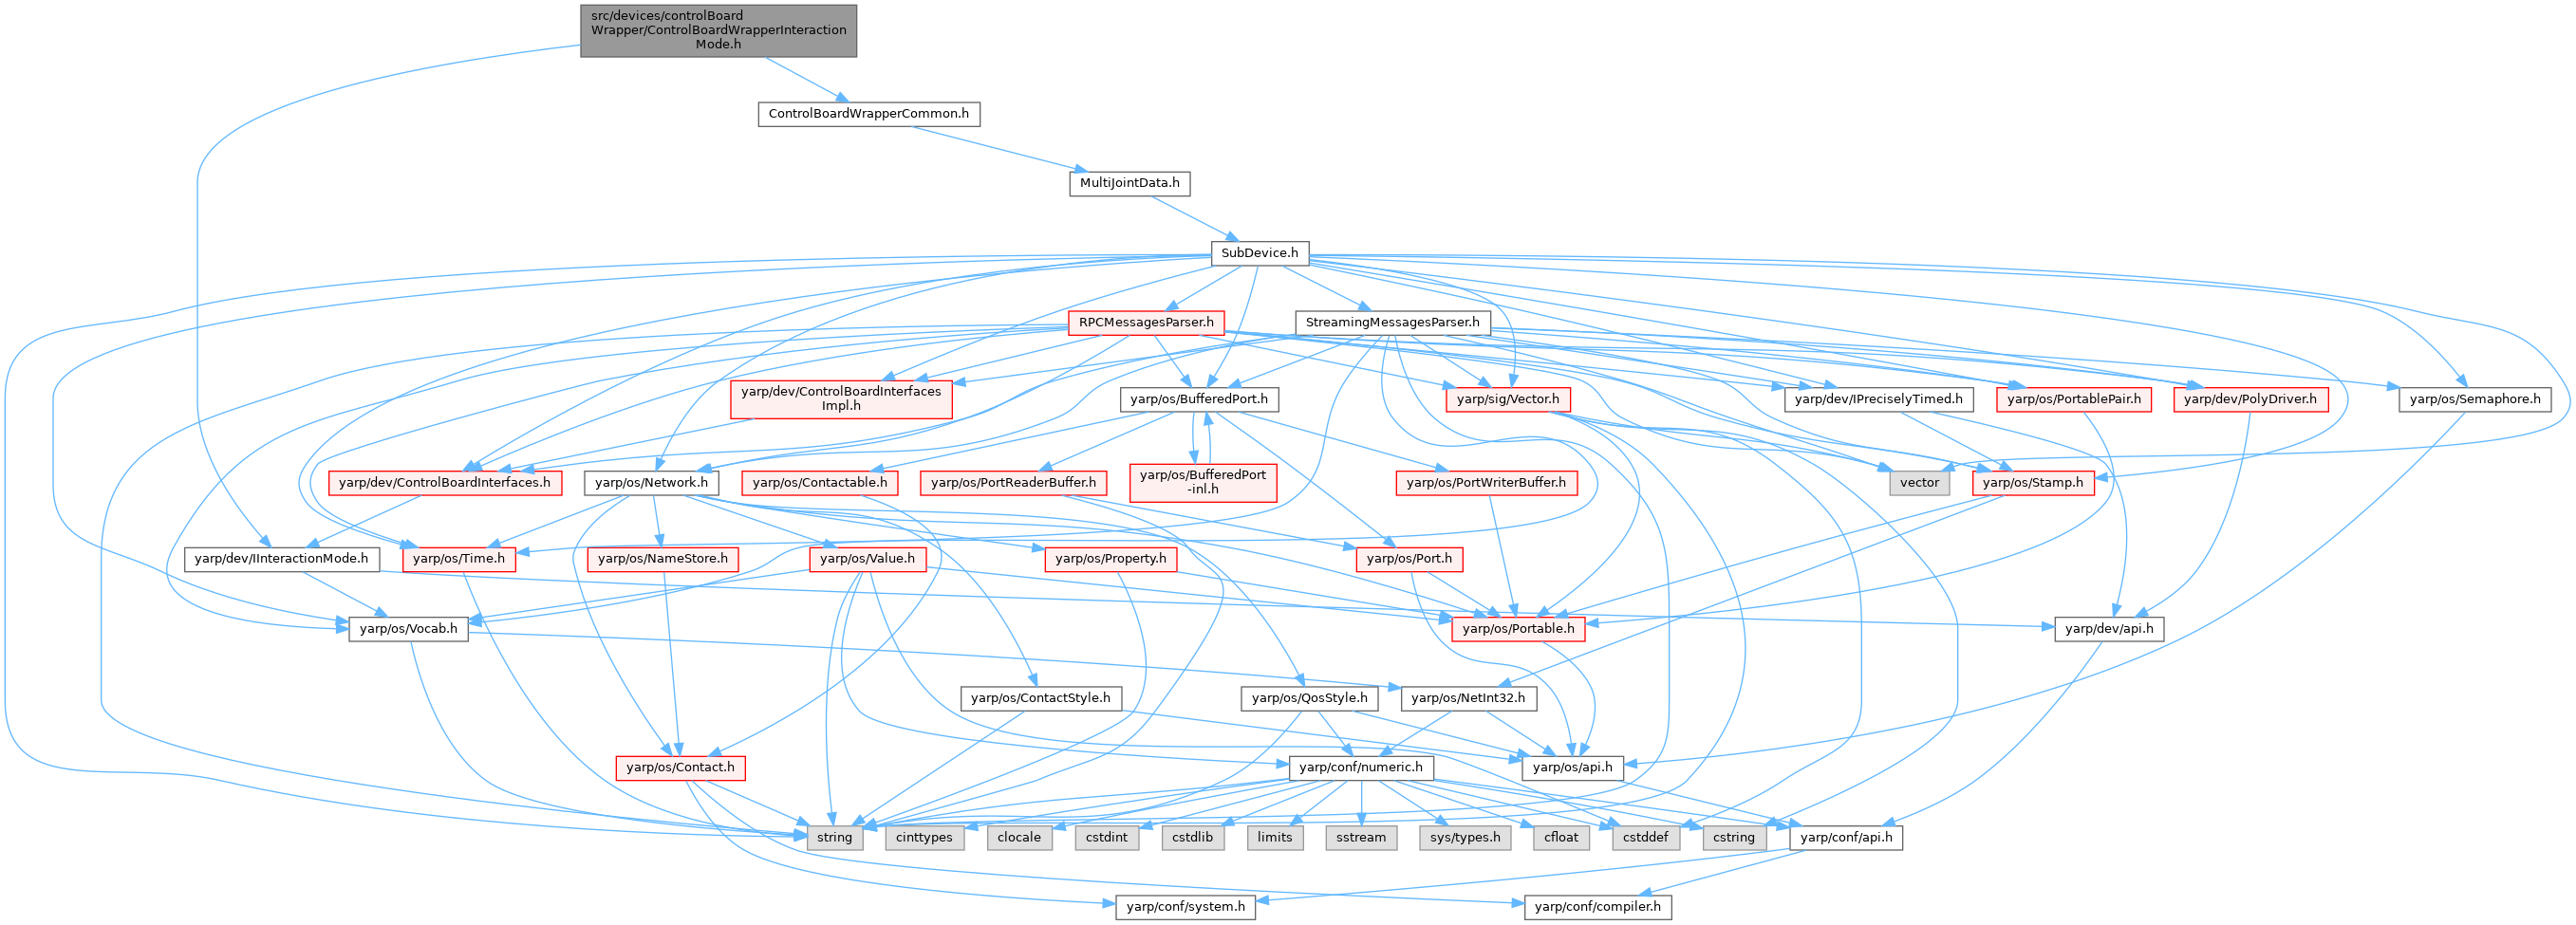 src/devices/controlBoard
Wrapper/ControlBoardWrapperInteraction
Mode.h
ControlBoardWrapperCommon.h
MultiJointData.h
SubDevice.h
RPCMessagesParser.h
StreamingMessagesParser.h
yarp/dev/ControlBoardInterfaces
Impl.h
yarp/os/BufferedPort.h
yarp/sig/Vector.h
yarp/dev/IPreciselyTimed.h
yarp/os/PortablePair.h
yarp/dev/PolyDriver.h
yarp/os/Semaphore.h
yarp/dev/ControlBoardInterfaces.h
yarp/os/Network.h
yarp/os/Contactable.h
yarp/os/PortReaderBuffer.h
yarp/os/BufferedPort
-inl.h
yarp/os/PortWriterBuffer.h
vector
yarp/os/Stamp.h
yarp/dev/IInteractionMode.h
yarp/os/Time.h
yarp/os/NameStore.h
yarp/os/Value.h
yarp/os/Property.h
yarp/os/Port.h
yarp/os/Vocab.h
yarp/os/Portable.h
yarp/dev/api.h
yarp/os/ContactStyle.h
yarp/os/QosStyle.h
yarp/os/NetInt32.h
yarp/os/Contact.h
yarp/conf/numeric.h
yarp/os/api.h
string
cinttypes
clocale
cstdint
cstdlib
limits
sstream
sys/types.h
cfloat
cstddef
cstring
yarp/conf/api.h
yarp/conf/system.h
yarp/conf/compiler.h